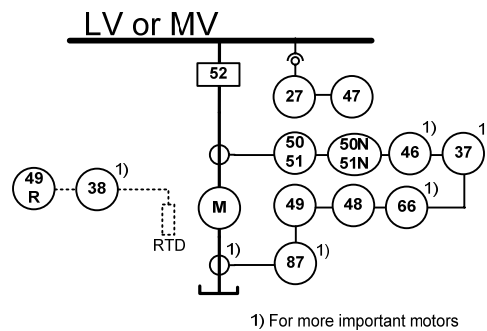 LV or MV
52
27
47
50
51
50N
51N
1)
46
1
37
49
R
38
1)
RTD
M
49
48
66
1)
1)
87
1)
1) For more important motors